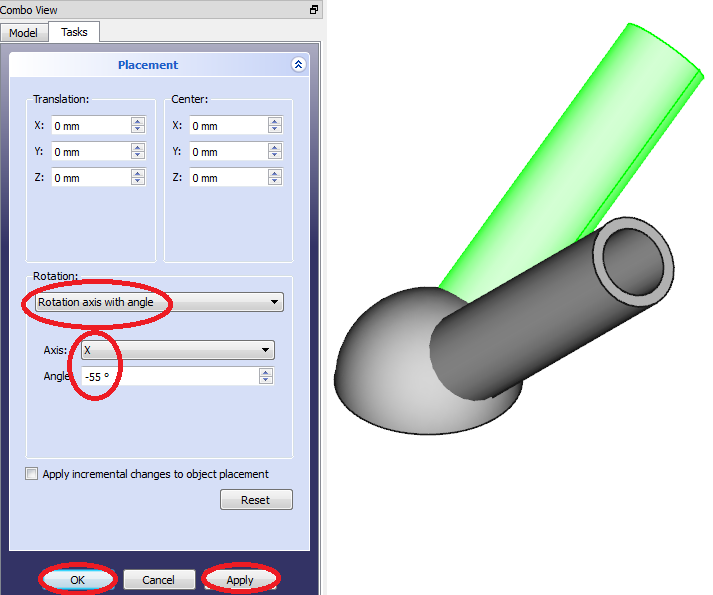 Combo View
Model Tasks
Placement
Translation: Center:
X: 0 mm X: 0 mm
Y: 0 mm Y: 0 mm
Z: 0 mm Z: 0 mm
Rotation:
Rotation axis with angle
Axis: X
Angle -55 °
Apply incremental changes to object placement
Reset
OK Cancel Apply